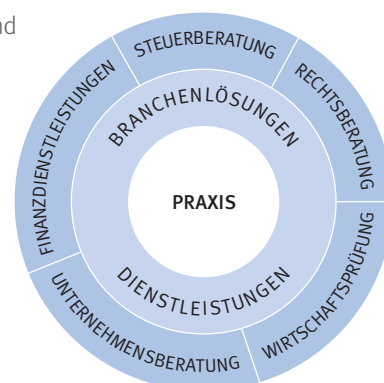 nd
STEUERBERATUNG
RECHTSBERATUNG
WIRTSCHAFTSPRÜFUNG
UNTERNEHMENSBERATUNG
FINANZDIENSTLEISTUNGEN
BRANCHENLÖSUNGEN
PRAXIS
DIENSTLEISTUNGEN